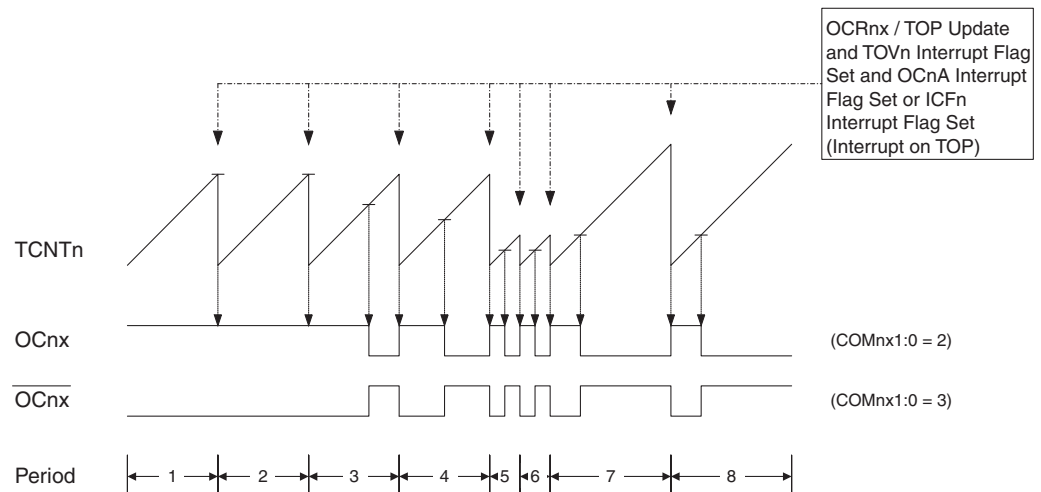 OCRnx / TOP Update
and TOVn Interrupt Flag
Set and OCnA Interrupt
Flag Set or ICFn
Interrupt Flag Set
(Interrupt on TOP)
TCNTn
OCnx (COMnx1:0 = 2)
OCnx (COMnx1:0 = 3)
Period 1 2 3 4 5 6 7 8